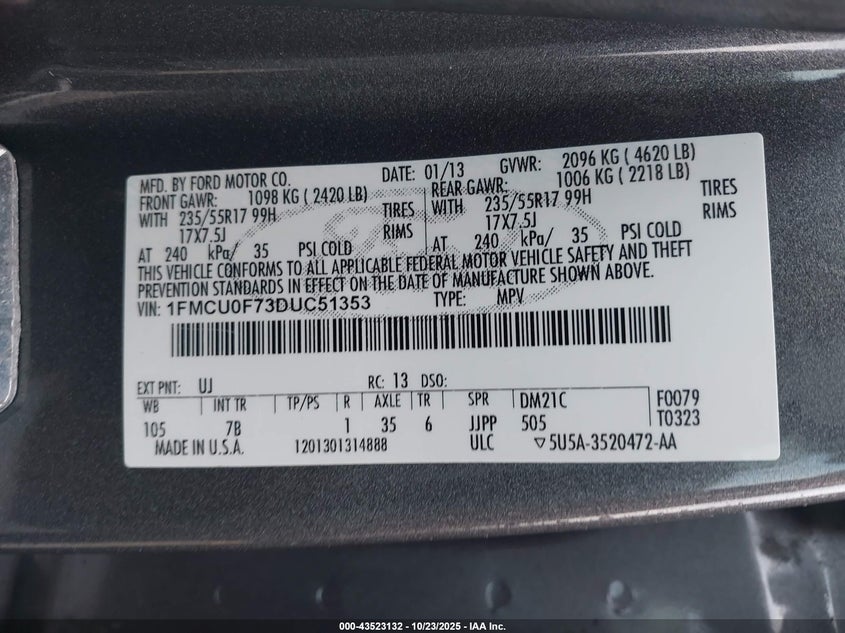 MFD. BY FORD MOTOR CO. DATE: 01/13 GVWR: 2096 KG ( 4620 LB)
FRONT GAWR: 1098 KG ( 2420 LB) REAR GAWR: 1006 KG ( 2218 LB)
WITH 235/55R17 99H TIRES WITH 235/55R17 99H TIRES
17X7.5J RIMS 17X7.5J RIMS
AT 240 kPa/ 35 PSI COLD AT 240 kPa/ 35 PSI COLD
THIS VEHICLE CONFORMS TO ALL APPLICABLE FEDERAL MOTOR VEHICLE SAFETY AND THEFT
PREVENTION STANDARDS IN EFFECT ON THE DATE OF MANUFACTURE SHOWN ABOVE.
VIN: 1FMCU0F73DUC51353 TYPE: MPV
EXT PNT: UJ RC: 13 DSO:
WB INT TR TP/PS R AXLE TR SPR DM21C F0079
105 7B 1 35 6 JJPP 505 T0323
MADE IN U.S.A. 1201301314888 ULC ▽5U5A-3520472-AA
000-43523132 - 10/23/2025 - IAA Inc.